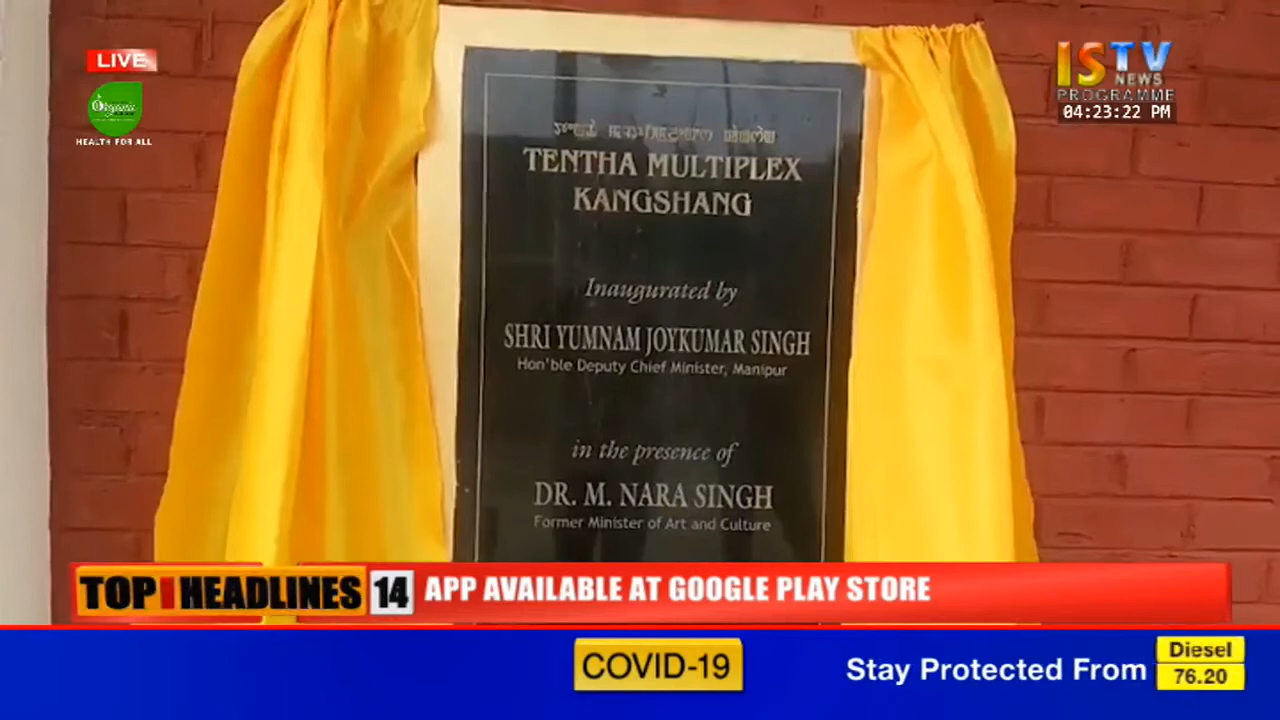 LIVE
Organic
HEALTH FOR ALL
ISTV
NEWS
PROGRAMME
04:23:22 PM
TENTHA MULTIPLEX
KANGSHANG
Inaugurated by
SHRI YUMNAM JOYKUMAR SINGH
Hon'ble Deputy Chief Minister, Manipur
in the presence of
DR. M. NARA SINGH
Former Minister of Art and Culture
TOP HEADLINES 14 APP AVAILABLE AT GOOGLE PLAY STORE
COVID-19 Stay Protected From
Diesel
76.20